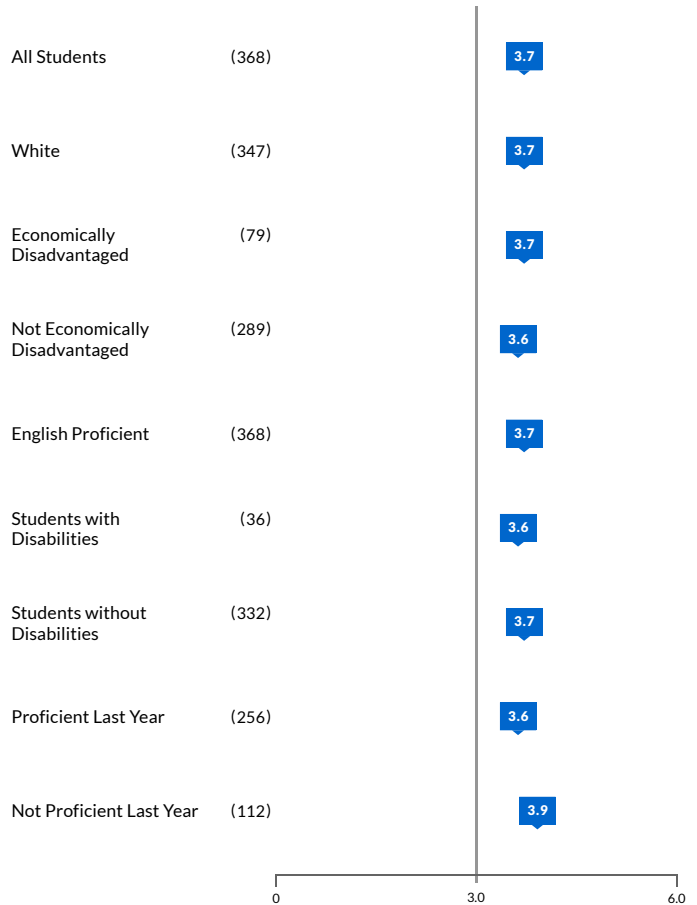 All Students (368) 3.7
White (347) 3.7
Economically (79)
Disadvantaged 3.7
Not Economically (289)
Disadvantaged 3.6
English Proficient (368) 3.7
Students with (36)
Disabilities 3.6
Students without (332)
Disabilities 3.7
Proficient Last Year (256) 3.6
Not Proficient Last Year (112) 3.9
0 3.0 6.0